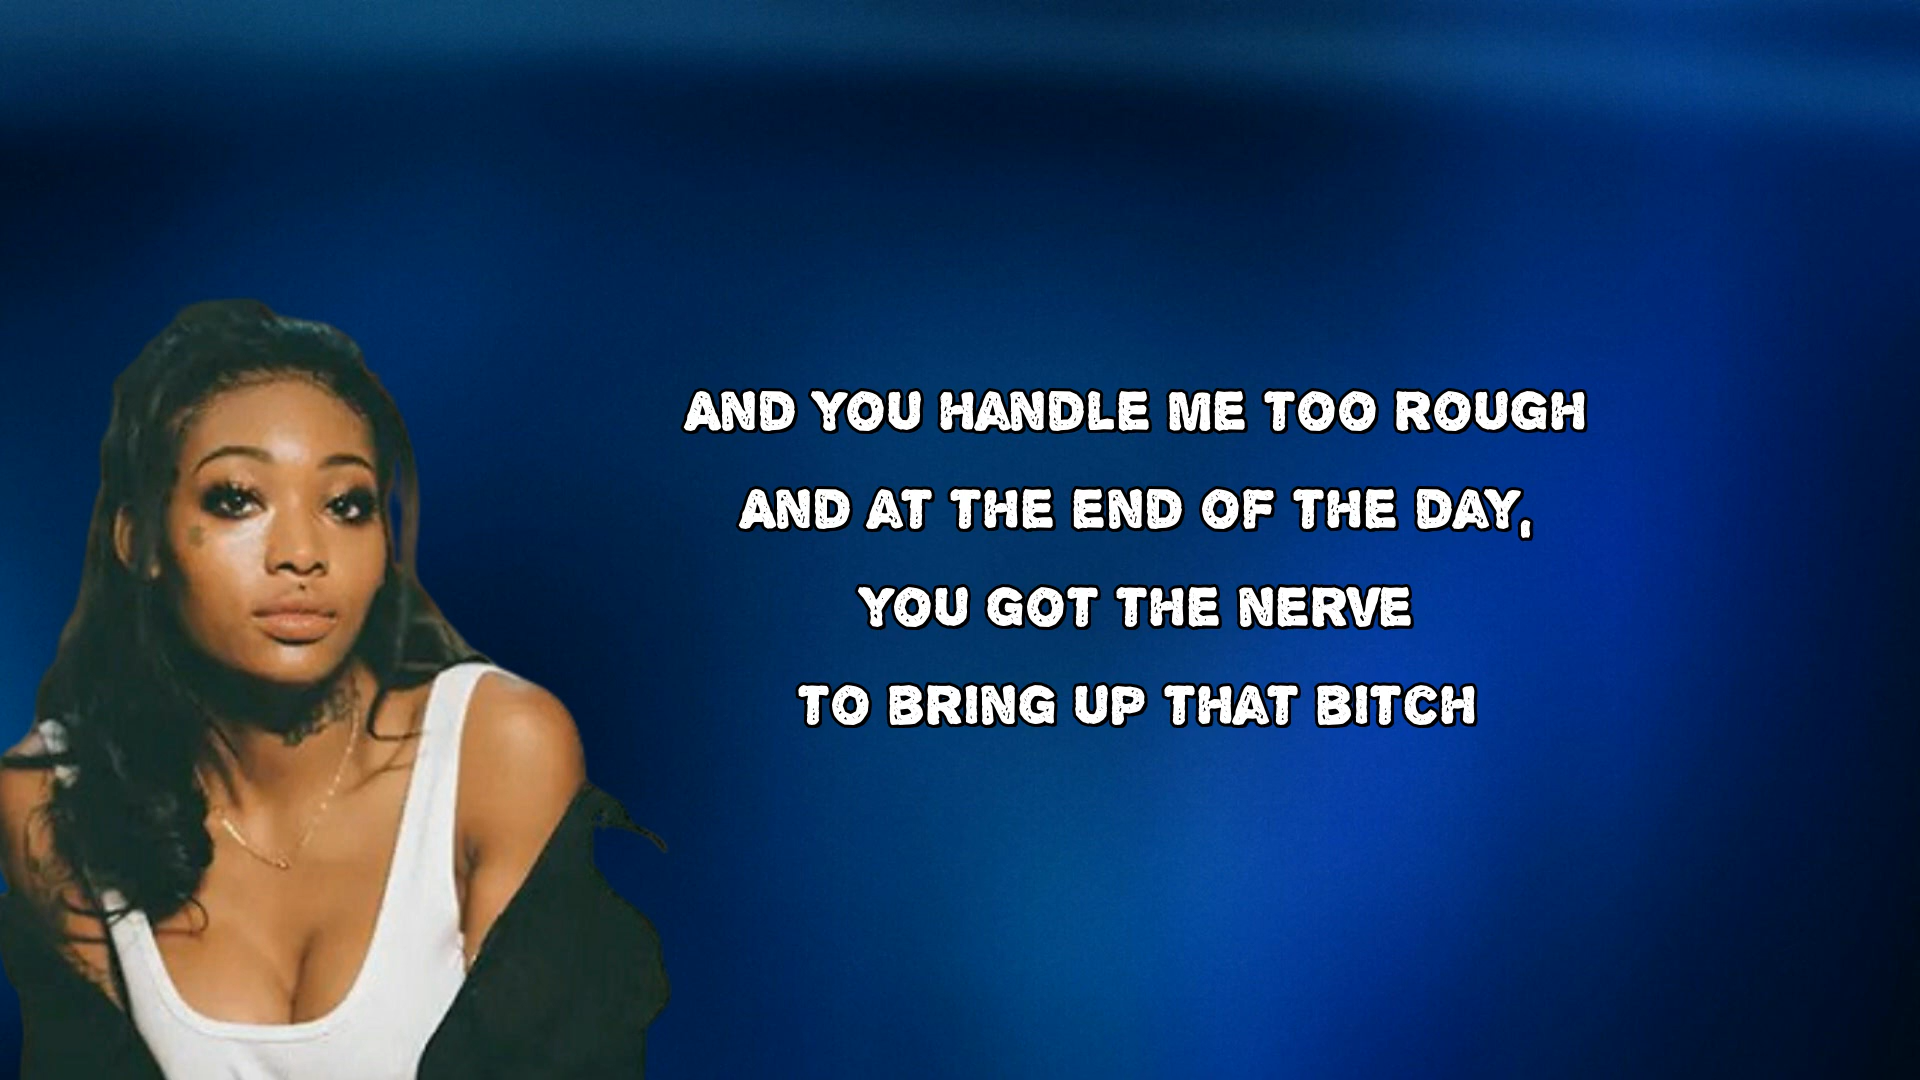 AND YOU HANDLE ME TOO ROUGH
AND AT THE END OF THE DAY,
YOU GOT THE NERVE
TO BRING UP THAT BITCH